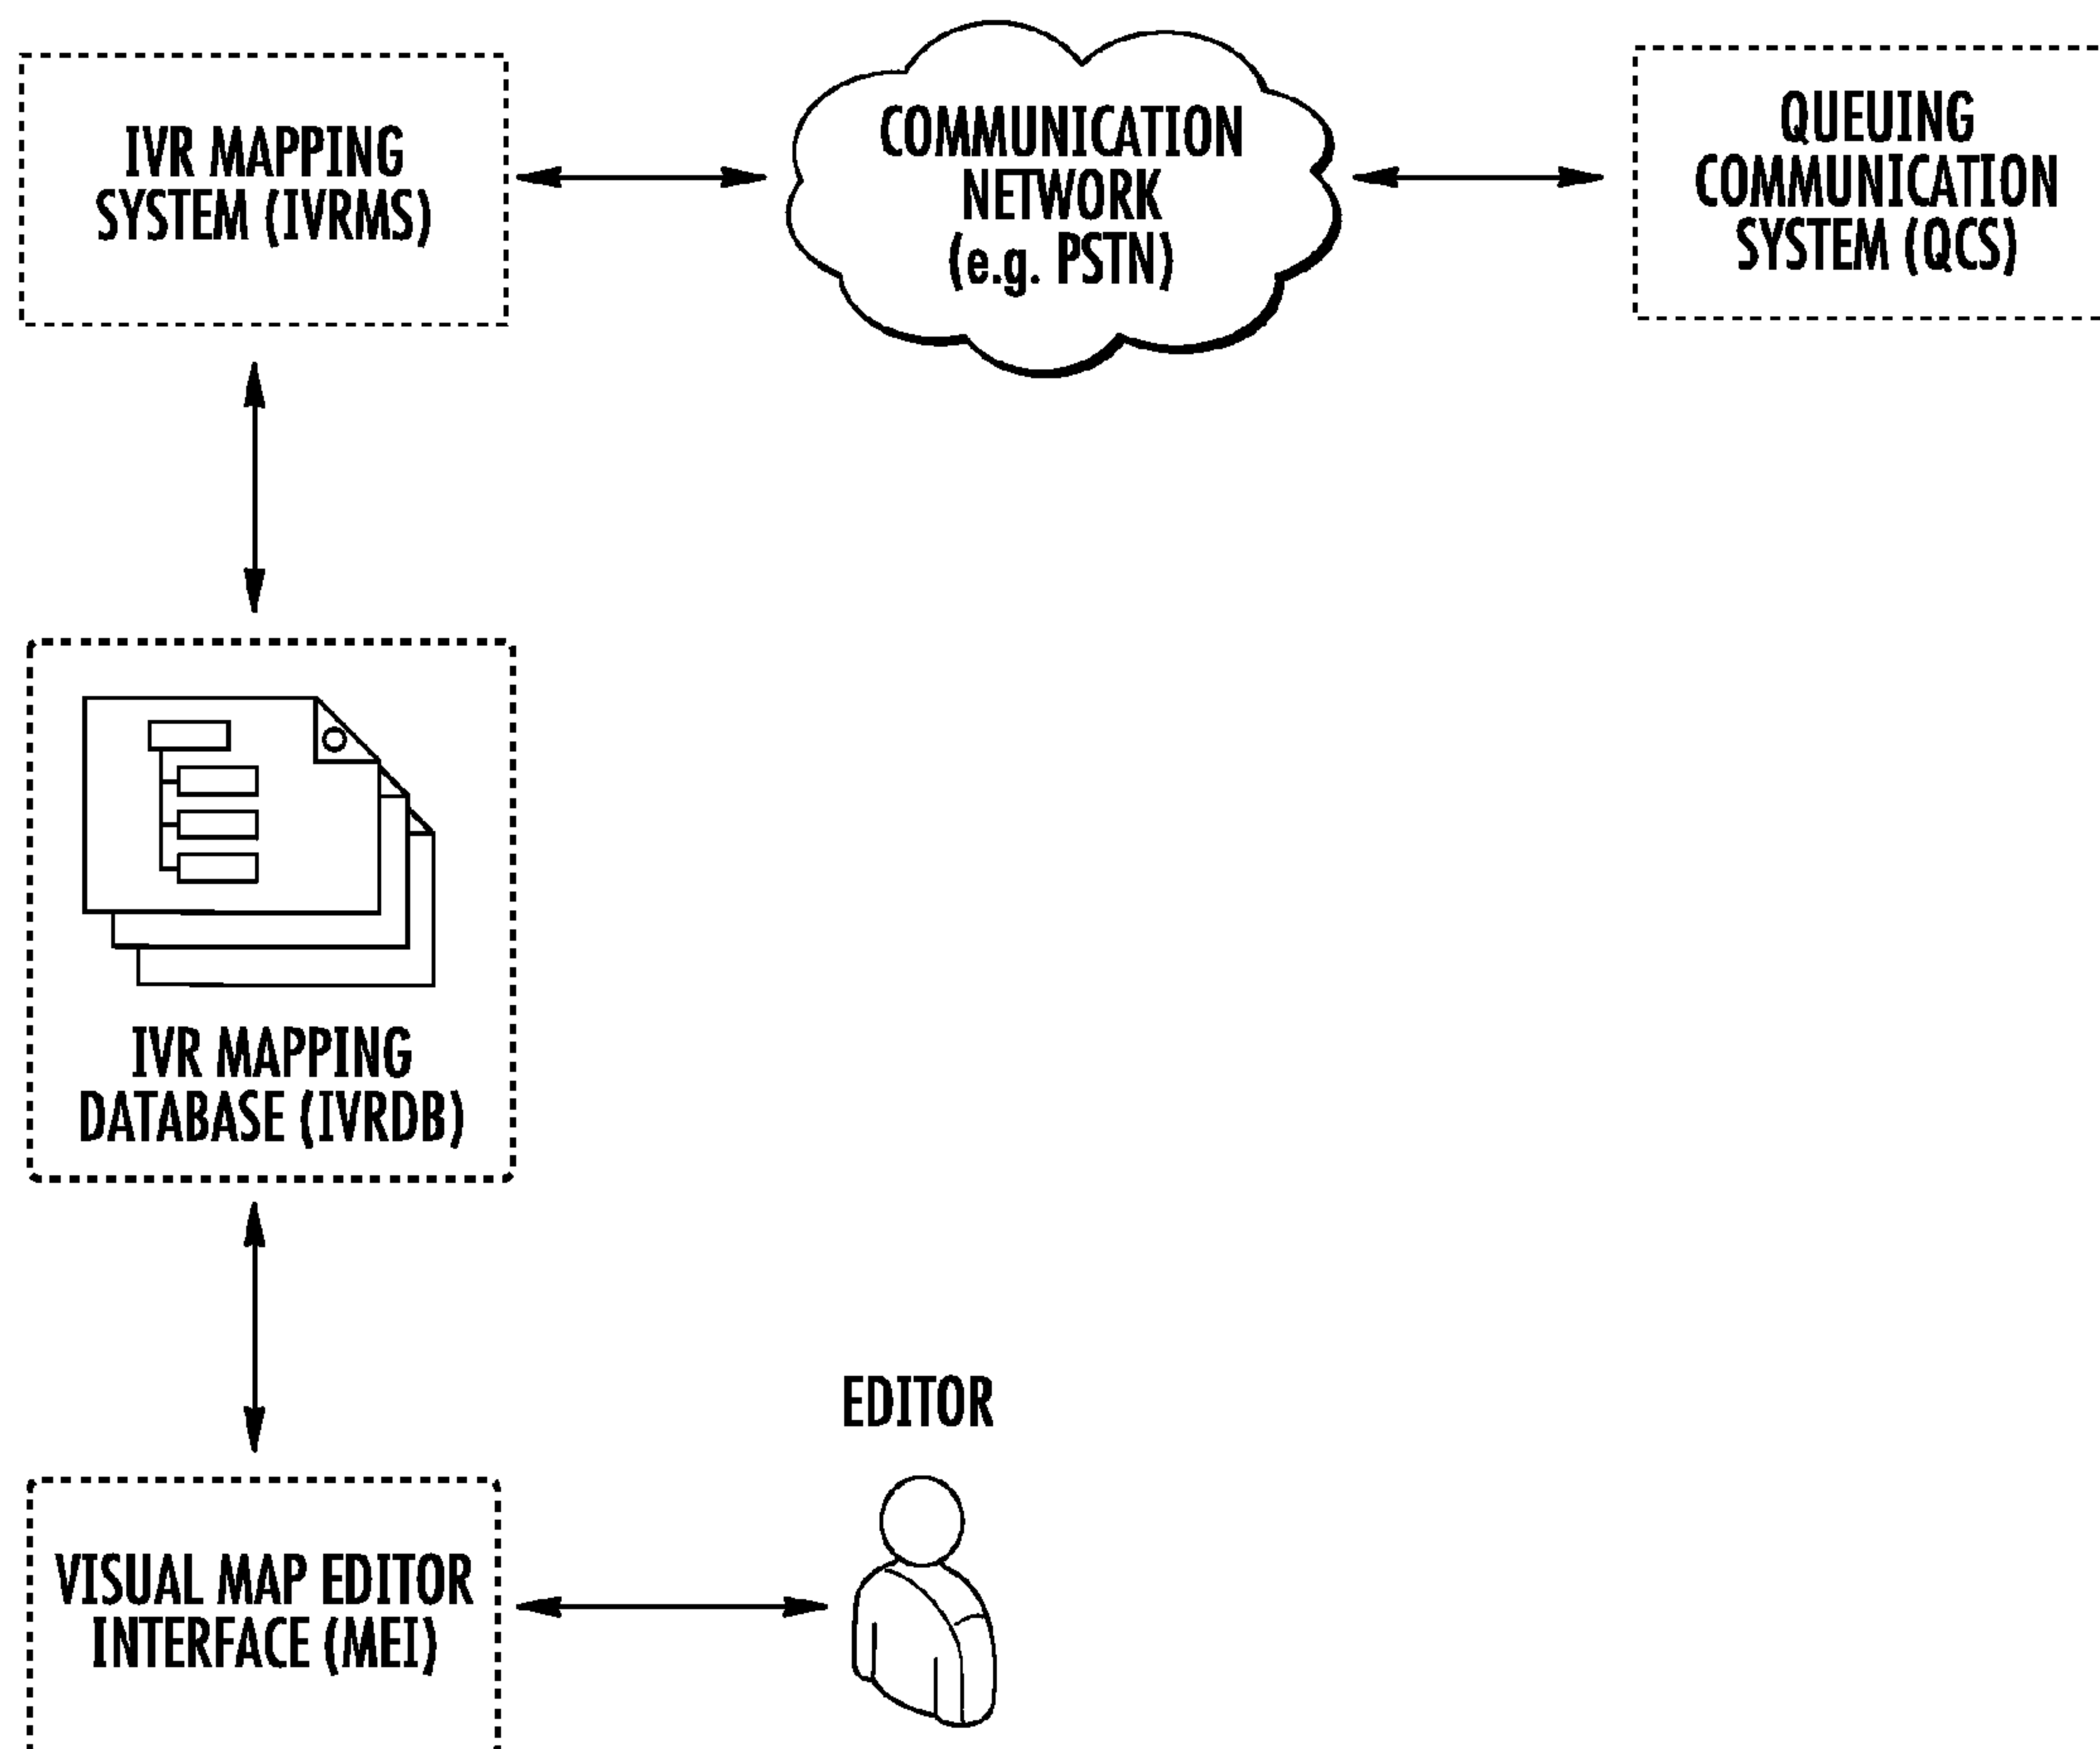 IVR MAPPING
SYSTEM (IVRMS)
COMMUNICATION
NETWORK
(e.g. PSTN)
QUEUING
COMMUNICATION
SYSTEM (QCS)
IVR MAPPING
DATABASE (IVRDB)
EDITOR
VISUAL MAP EDITOR
INTERFACE (MEI)